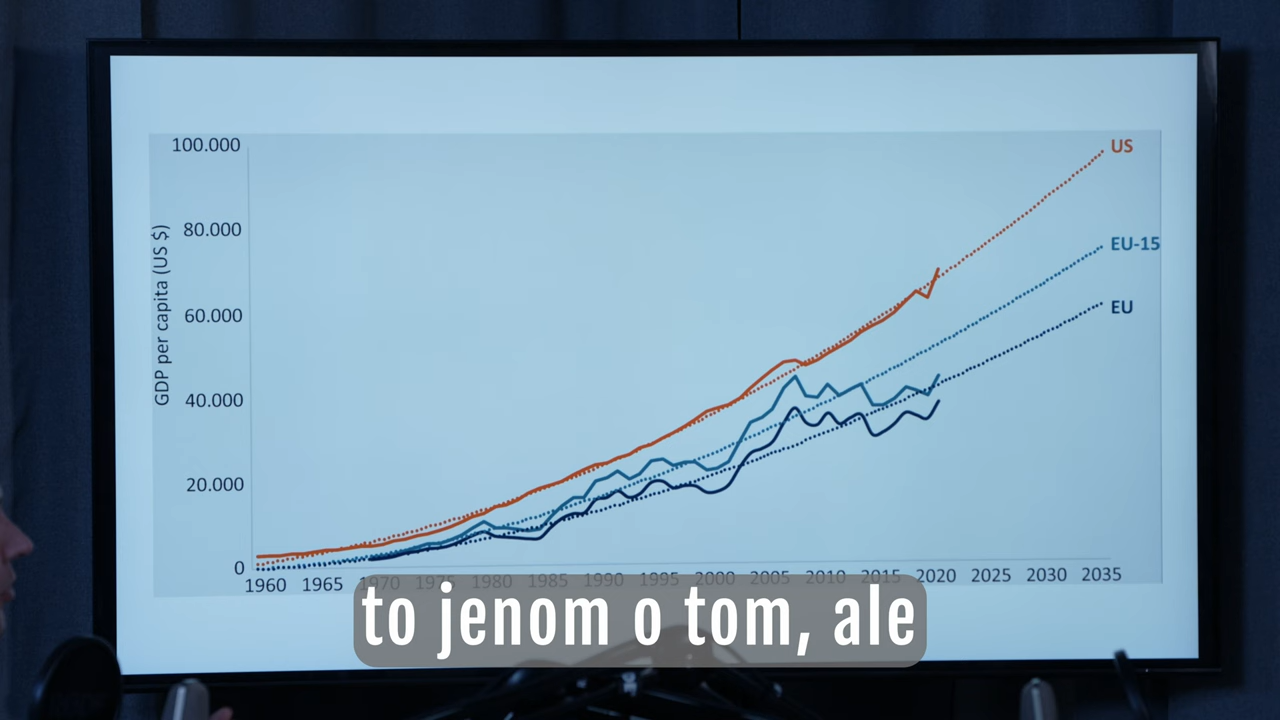 100.000
80.000
60.000
40.000
20.000
0
GDP per capita (US $)
US
EU-15
EU
1960 1965 1970 1975 1980 1985 1990 1995 2000 2005 2010 2015 2020 2025 2030 2035
to jenom o tom, ale